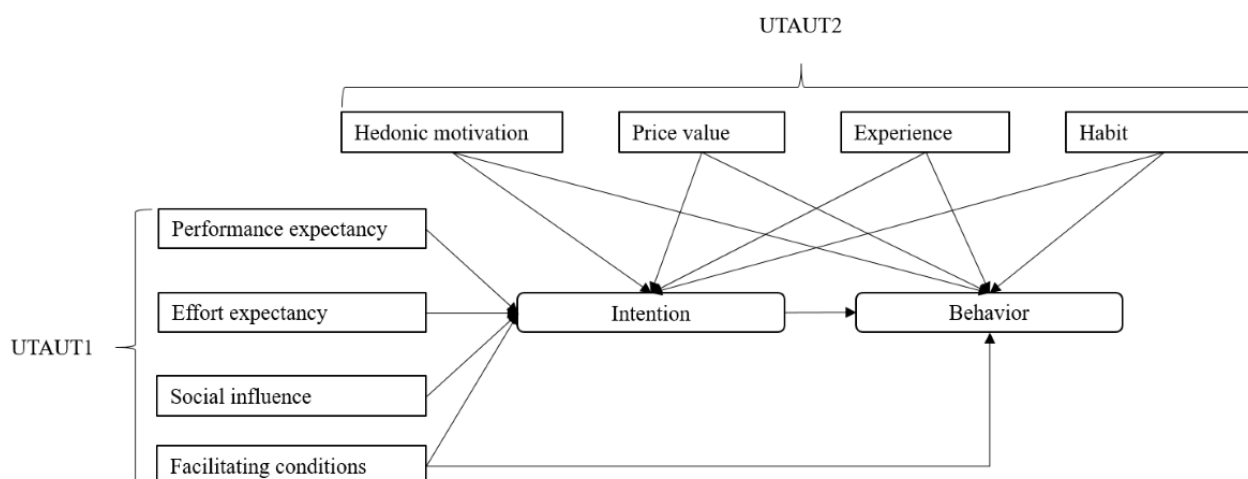 UTAUT2
Hedonic motivation
Price value
Experience
Habit
Performance expectancy
Effort expectancy
Intention
Behavior
UTAUT1
Social influence
Facilitating conditions